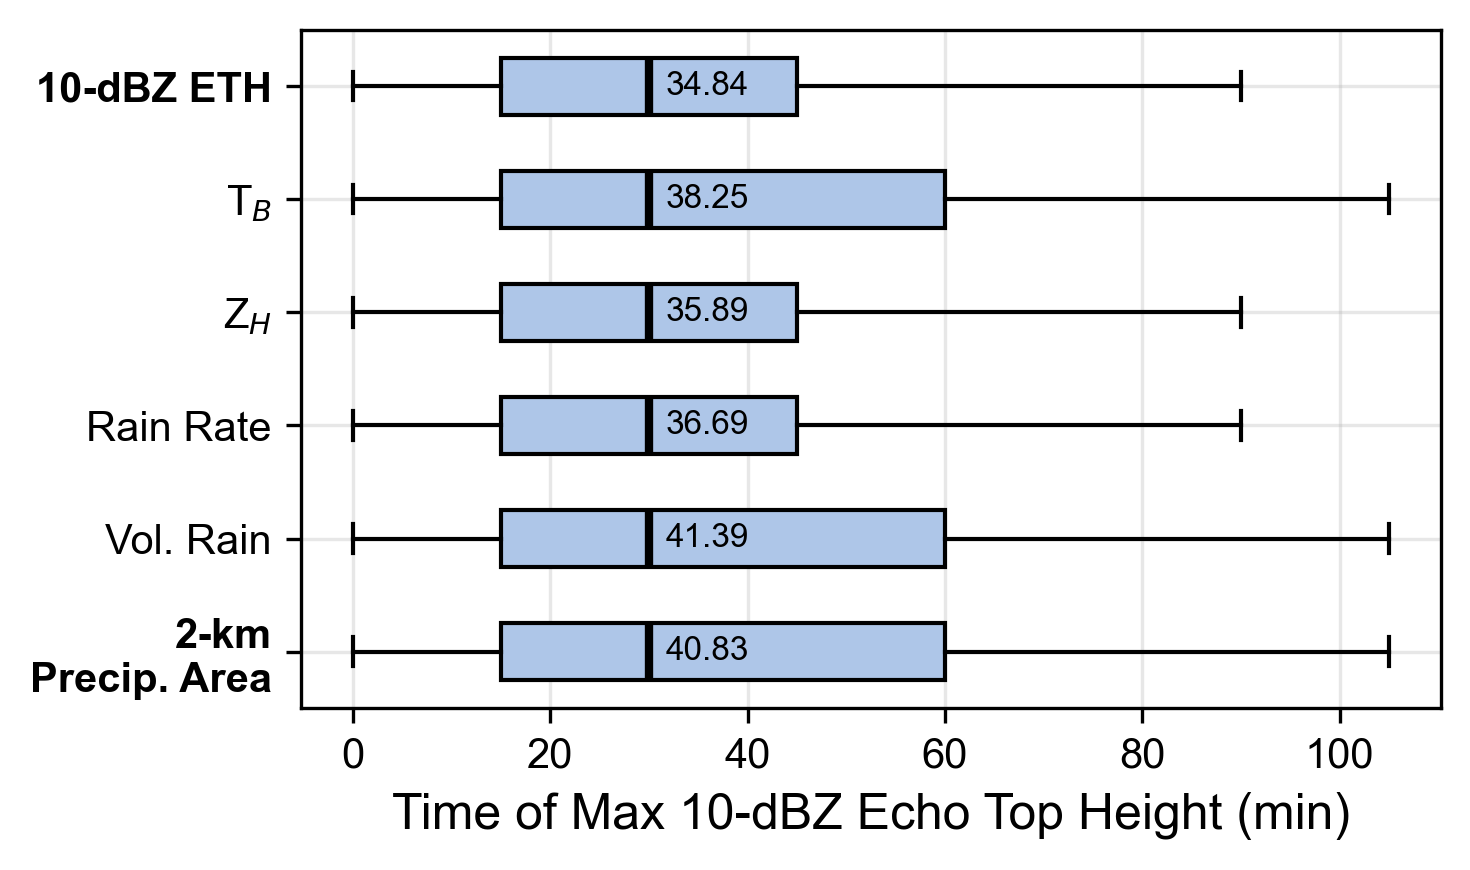 10-dBZ ETH
34.84
T_B
38.25
Z_H
35.89
Rain Rate
36.69
Vol. Rain
41.39
2-km
Precip. Area
40.83
0 20 40 60 80 100
Time of Max 10-dBZ Echo Top Height (min)